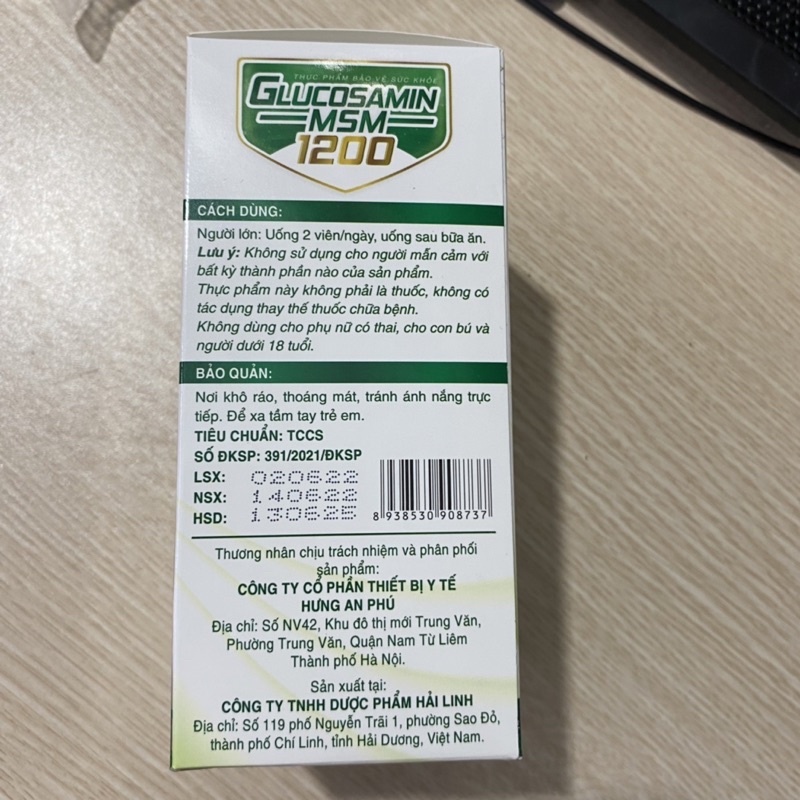 THỰC PHẨM BẢO VỆ SỨC KHỎE
GLUCOSAMIN
MSM
1200
CÁCH DÙNG:
Người lớn: Uống 2 viên/ngày, uống sau bữa ăn.
Lưu ý: Không sử dụng cho người mẫn cảm với
bất kỳ thành phần nào của sản phẩm.
Thực phẩm này không phải là thuốc, không có
tác dụng thay thế thuốc chữa bệnh.
Không dùng cho phụ nữ có thai, cho con bú và
người dưới 18 tuổi.
BẢO QUẢN:
Nơi khô ráo, thoáng mát, tránh ánh nắng trực
tiếp. Để xa tầm tay trẻ em.
TIÊU CHUẨN: TCCS
SỐ ĐKSP: 391/2021/ĐKSP
LSX: 020622
NSX: 140622
HSD: 130625
8 938530 908737
Thương nhân chịu trách nhiệm và phân phối
sản phẩm:
CÔNG TY CỔ PHẦN THIẾT BỊ Y TẾ
HƯNG AN PHÚ
Địa chỉ: Số NV42, Khu đô thị mới Trung Văn,
Phường Trung Văn, Quận Nam Từ Liêm
Thành phố Hà Nội.
Sản xuất tại:
CÔNG TY TNHH DƯỢC PHẨM HẢI LINH
Địa chỉ: Số 119 phố Nguyễn Trãi 1, phường Sao Đỏ,
thành phố Chí Linh, tỉnh Hải Dương, Việt Nam.